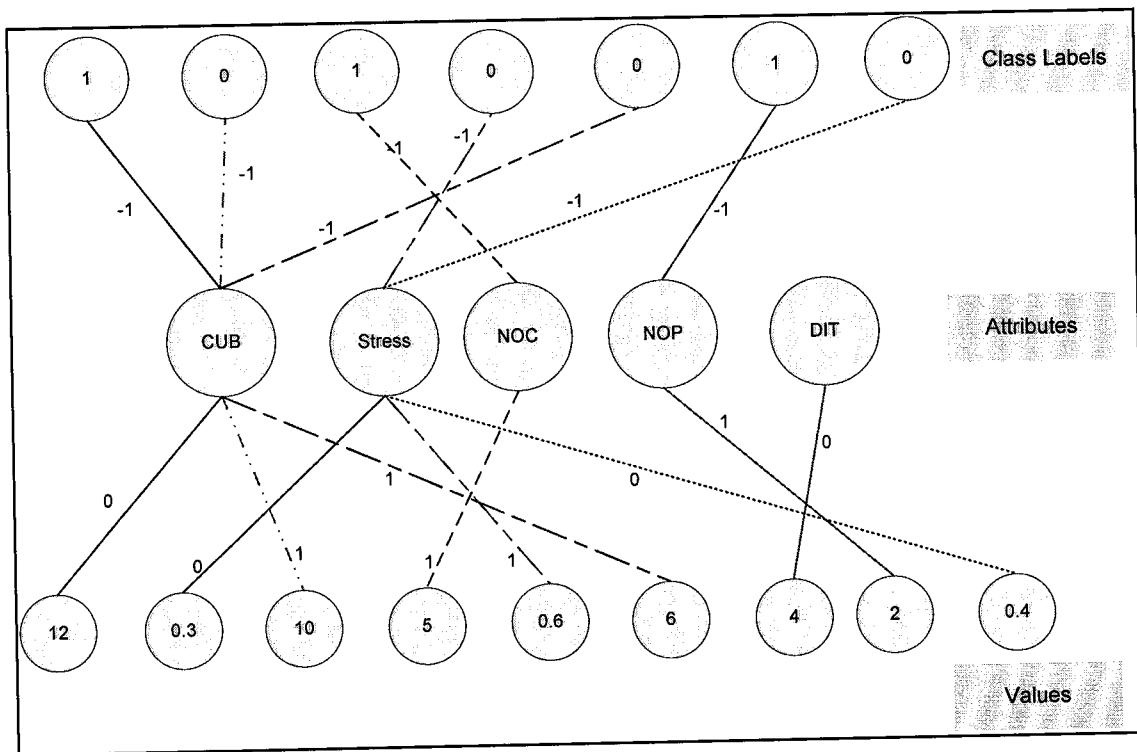 1 0 1 0 0 1 0 Class Labels
-1 -1 -1 -1 -1 -1 -1
CUB Stress NOC NOP DIT Attributes
0 0 1 1 1 1 0 1 0
12 0.3 10 5 0.6 6 4 2 0.4
Values